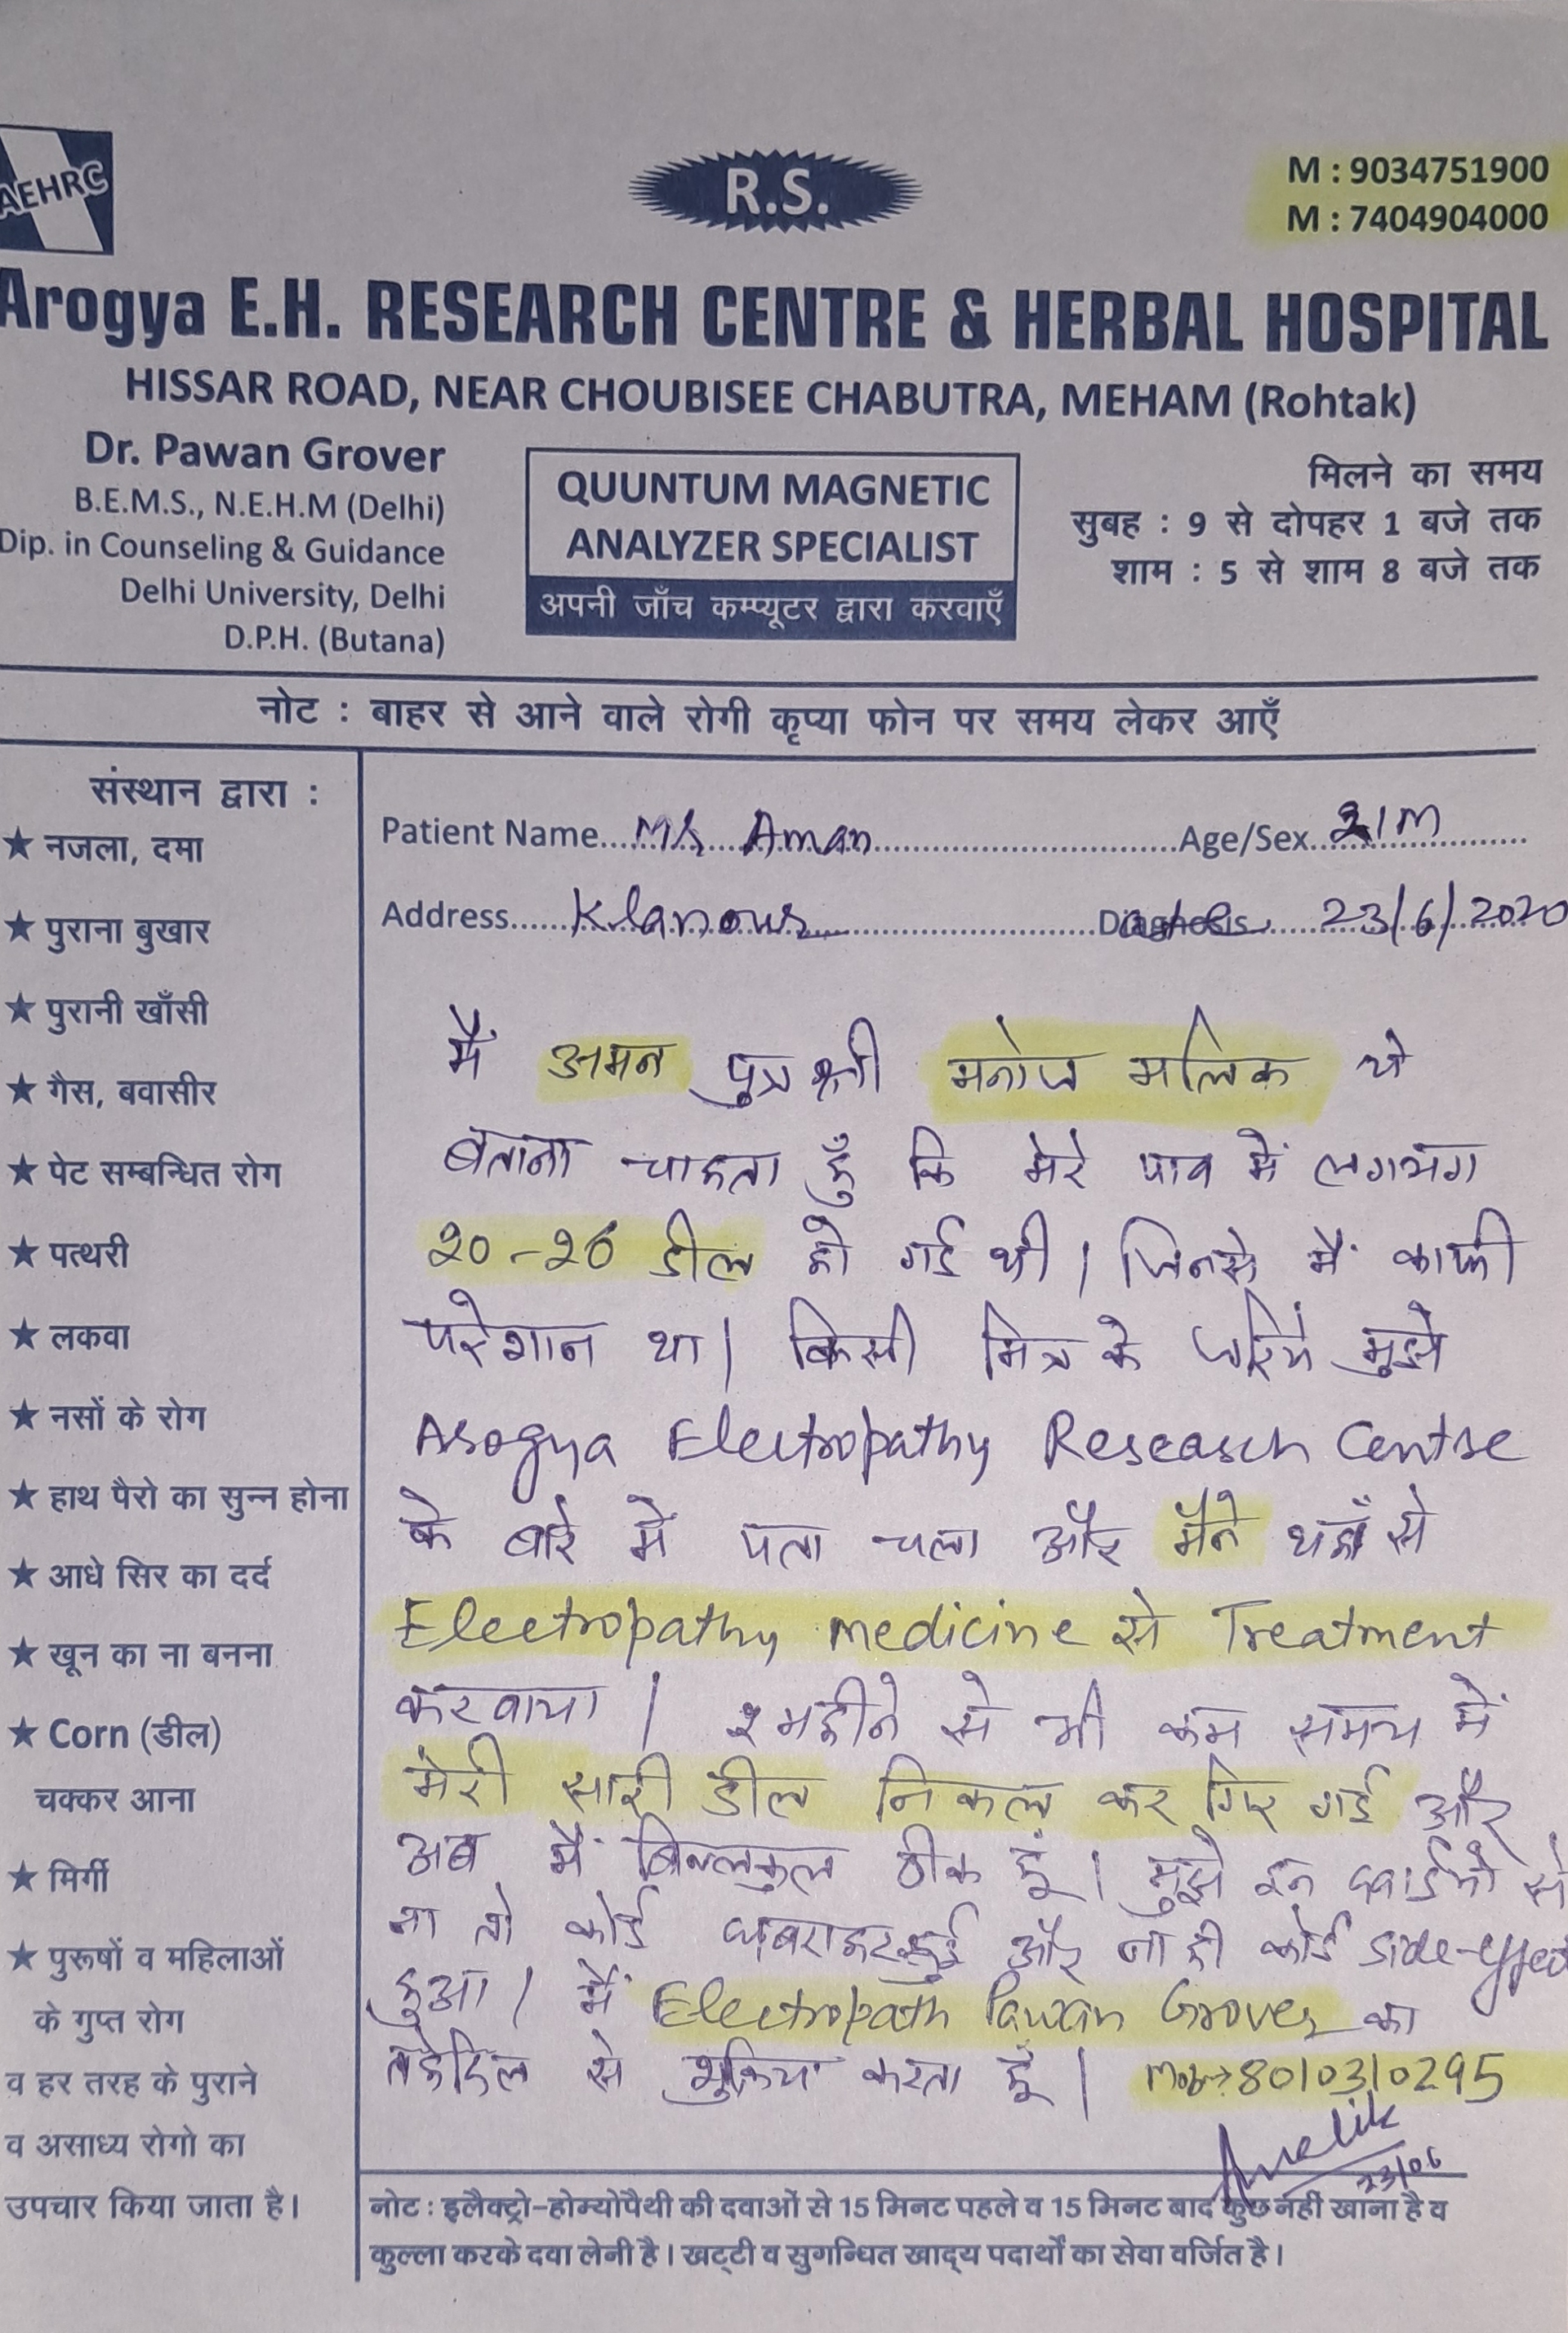 AEHRC
R.S.
M : 9034751900
M : 7404904000
Arogya E.H. RESEARCH CENTRE & HERBAL HOSPITAL
HISSAR ROAD, NEAR CHOUBISEE CHABUTRA, MEHAM (Rohtak)
Dr. Pawan Grover
B.E.M.S., N.E.H.M (Delhi)
Dip. in Counseling & Guidance
Delhi University, Delhi
D.P.H. (Butana)
QUUNTUM MAGNETIC
ANALYZER SPECIALIST
अपनी जाँच कम्प्यूटर द्वारा करवाएँ
मिलने का समय
सुबह : 9 से दोपहर 1 बजे तक
शाम : 5 से शाम 8 बजे तक
नोट : बाहर से आने वाले रोगी कृप्या फोन पर समय लेकर आएँ
संस्थान द्वारा :
★ नजला, दमा
★ पुराना बुखार
★ पुरानी खाँसी
★ गैस, बवासीर
★ पेट सम्बन्धित रोग
★ पत्थरी
★ लकवा
★ नसों के रोग
★ हाथ पैरो का सुन्न होना
★ आधे सिर का दर्द
★ खून का ना बनना
★ Corn (डील)
चक्कर आना
★ मिर्गी
★ पुरूषों व महिलाओं
के गुप्त रोग
व हर तरह के पुराने
व असाध्य रोगो का
उपचार किया जाता है।
Patient Name Mr Aman Age/Sex 21M
Address Diagnosis 23/6/2020
मैं अमन पुत्र श्री मनोज मलिक ये
बताना चाहता हूँ कि मेरे पाव में लगभग
20-26 डील हो गई थी। जिनसे मैं काफी
परेशान था। किसी मित्र के जरिये मुझे
Arogya Electropathy Research Centre
के बारे में पता चला और मैने यहाँ से
Electropathy medicine से Treatment
करवाया। महीने से भी कम समय में
मेरी सारी डील निकल कर गिर गई और
अब मैं बिल्कुल ठीक हूं। मुझे इन दवाईयो से
ना तो कोई घबराहट हुई और ना ही कोई side-effect
हुआ। मैं Electropath Pawan Grover का
तहेदिल से शुक्रिया करता हूं। Mob→8010310295
Amalik
23/06
नोट : इलैक्ट्रो-होम्योपैथी की दवाओं से 15 मिनट पहले व 15 मिनट बाद कुछ नहीं खाना है व
कुल्ला करके दवा लेनी है। खट्टी व सुगन्धित खाद्य पदार्थों का सेवा वर्जित है।